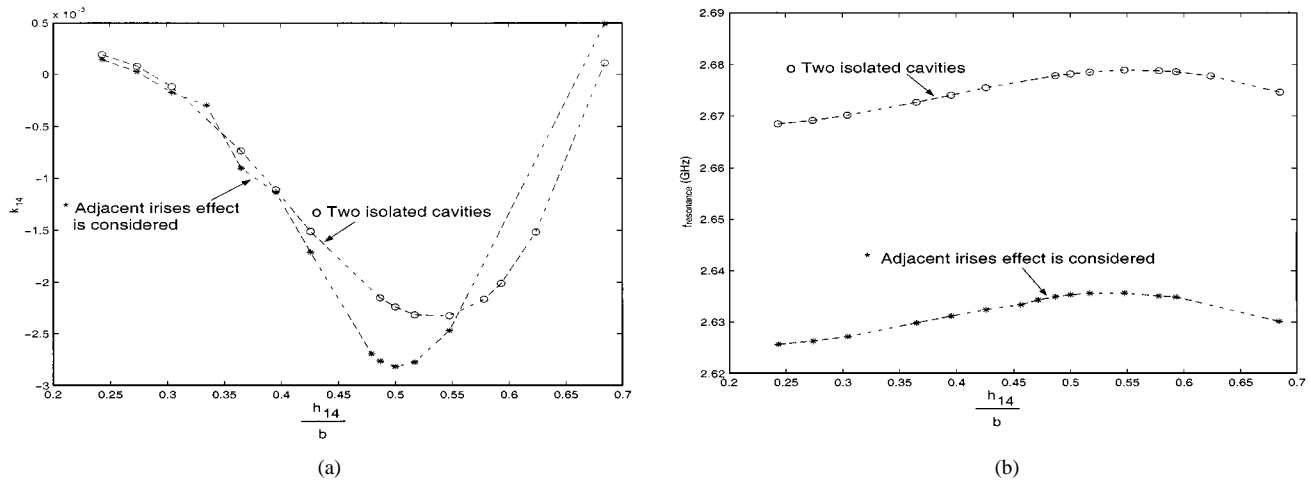 × 10⁻³
0.5
0
−0.5
−1
−1.5
−2
−2.5
−3
k₁₄
* Adjacent irises effect
is considered
o Two isolated cavities
0.2 0.25 0.3 0.35 0.4 0.45 0.5 0.55 0.6 0.65 0.7
h₁₄
b
(a)
2.69
2.68
2.67
2.66
2.65
2.64
2.63
2.62
fresonance (GHz)
o Two isolated cavities
* Adjacent irises effect is considered
0.2 0.25 0.3 0.35 0.4 0.45 0.5 0.55 0.6 0.65 0.7
h₁₄
b
(b)